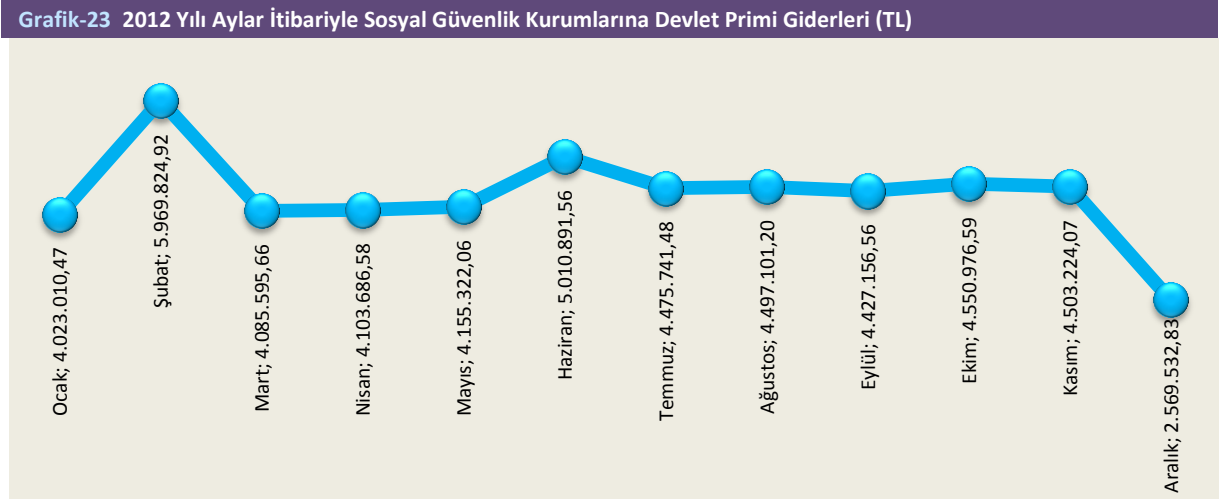 Grafik-23 2012 Yılı Aylar İtibariyle Sosyal Güvenlik Kurumlarına Devlet Primi Giderleri (TL)
Ocak; 4.023.010,47
Şubat; 5.969.824,92
Mart; 4.085.595,66
Nisan; 4.103.686,58
Mayıs; 4.155.322,06
Haziran; 5.010.891,56
Temmuz; 4.475.741,48
Ağustos; 4.497.101,20
Eylül; 4.427.156,56
Ekim; 4.550.976,59
Kasım; 4.503.224,07
Aralık; 2.569.532,83